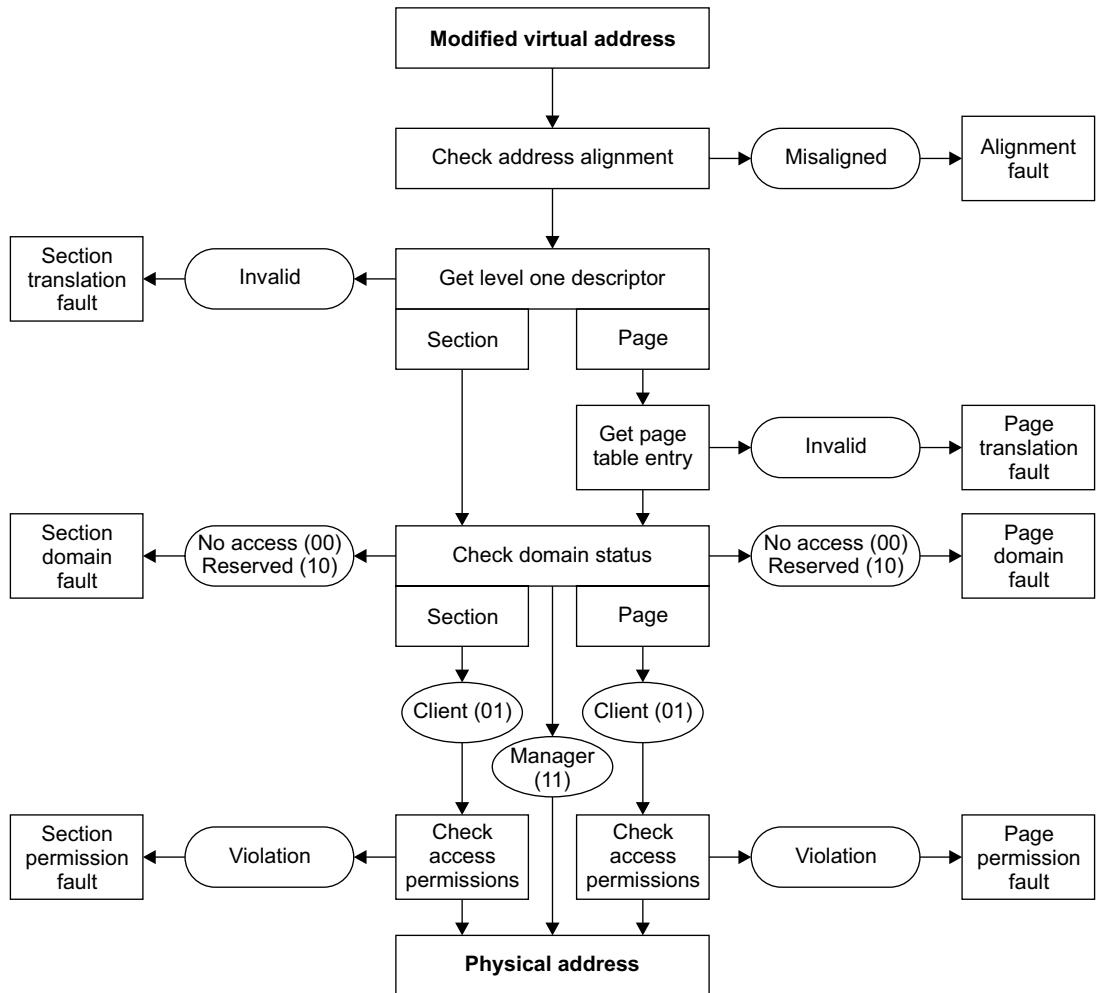 Modified virtual address
Check address alignment
Misaligned
Alignment
fault
Section
translation
fault
Invalid
Get level one descriptor
Section
Page
Get page
table entry
Invalid
Page
translation
fault
Section
domain
fault
No access (00)
Reserved (10)
Check domain status
No access (00)
Reserved (10)
Page
domain
fault
Section
Page
Client (01)
Client (01)
Manager
(11)
Section
permission
fault
Violation
Check
access
permissions
Check
access
permissions
Violation
Page
permission
fault
Physical address